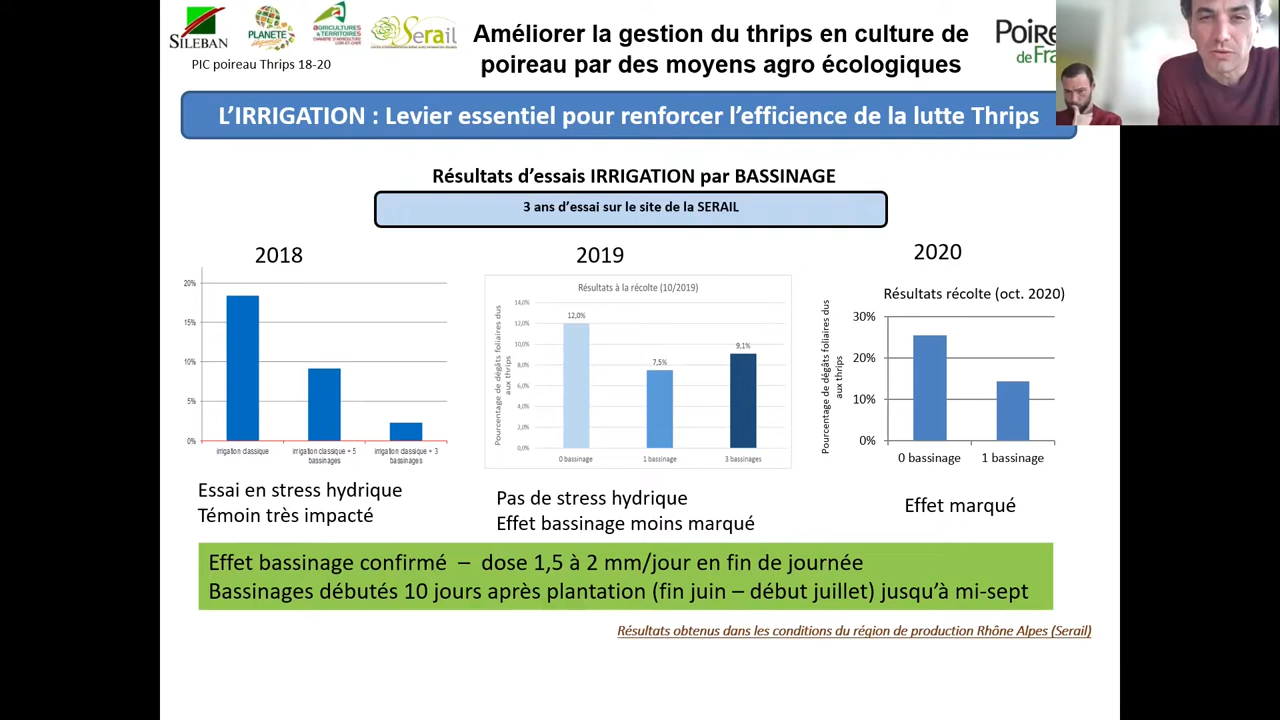 SILEBAN
PLANETE
Légumes
AGRICULTURES
& TERRITOIRES
CHAMBRE D'AGRICULTURE
LOIR-ET-CHER
Serail
Améliorer la gestion du thrips en culture de
poireau par des moyens agro écologiques
Poire
de Fra
PIC poireau Thrips 18-20
L'IRRIGATION : Levier essentiel pour renforcer l'efficience de la lutte Thrips
Résultats d'essais IRRIGATION par BASSINAGE
3 ans d'essai sur le site de la SERAIL
2018
20%
15%
10%
5%
0%
irrigation classique
irrigation classique + 5
bassinages
irrigation classique + 3
bassinages
Essai en stress hydrique
Témoin très impacté
2019
Résultats à la récolte (10/2019)
Pourcentage de dégâts foliaires dus
aux thrips
14,0%
12,0%
10,0%
8,0%
6,0%
4,0%
2,0%
0,0%
12,0%
7,5%
9,1%
0 bassinage
1 bassinage
3 bassinages
Pas de stress hydrique
Effet bassinage moins marqué
2020
Résultats récolte (oct. 2020)
Pourcentage de dégâts foliaires dus
aux thrips
30%
20%
10%
0%
0 bassinage
1 bassinage
Effet marqué
Effet bassinage confirmé – dose 1,5 à 2 mm/jour en fin de journée
Bassinages débutés 10 jours après plantation (fin juin – début juillet) jusqu'à mi-sept
Résultats obtenus dans les conditions du région de production Rhône Alpes (Serail)